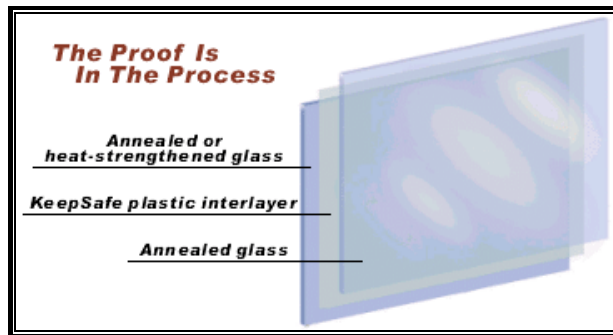 The Proof Is
In The Process
Annealed or
heat-strengthened glass
KeepSafe plastic interlayer
Annealed glass